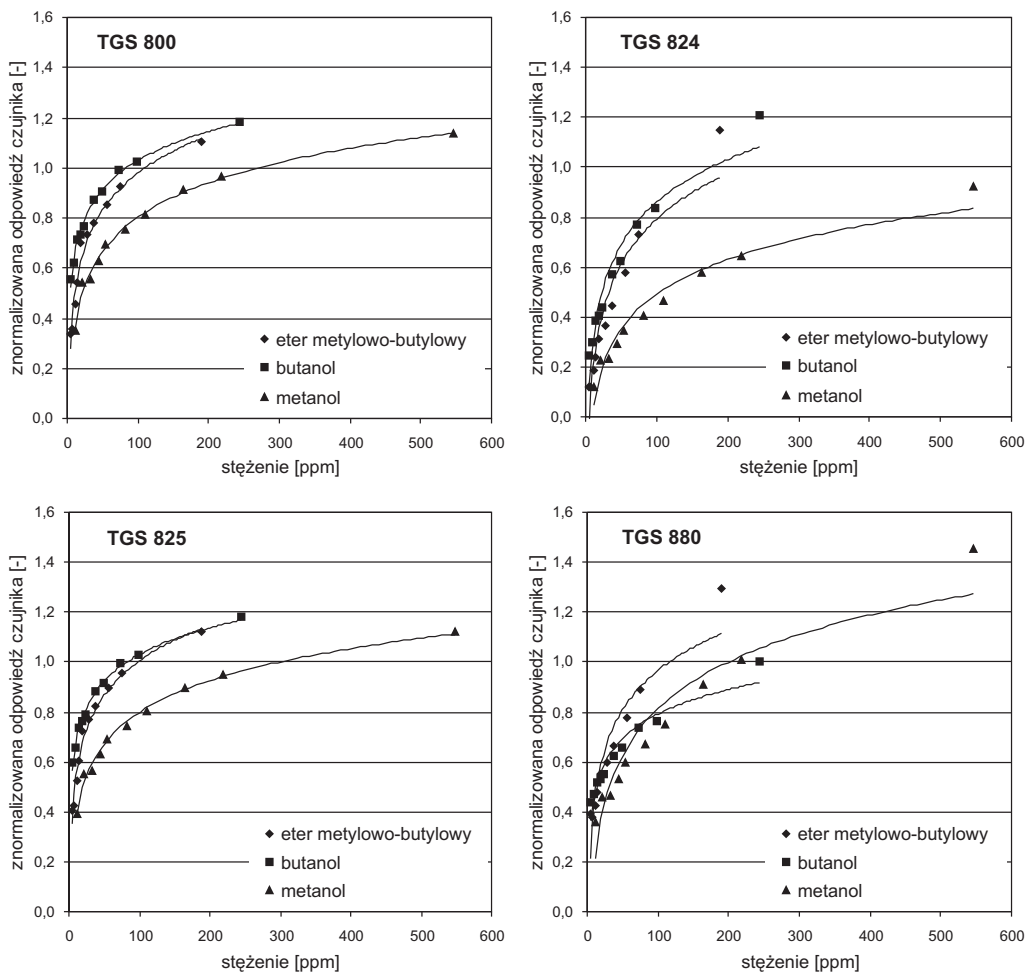 TGS 800
znormalizowana odpowiedź czujnika [-]
1,6
1,4
1,2
1,0
0,8
0,6
0,4
0,2
0,0
eter metylowo-butylowy
butanol
metanol
0 100 200 300 400 500 600
stężenie [ppm]
TGS 824
znormalizowana odpowiedź czujnika [-]
1,6
1,4
1,2
1,0
0,8
0,6
0,4
0,2
0,0
eter metylowo-butylowy
butanol
metanol
0 100 200 300 400 500 600
stężenie [ppm]
TGS 825
znormalizowana odpowiedź czujnika [-]
1,6
1,4
1,2
1,0
0,8
0,6
0,4
0,2
0,0
eter metylowo-butylowy
butanol
metanol
0 100 200 300 400 500 600
stężenie [ppm]
TGS 880
znormalizowana odpowiedź czujnika [-]
1,6
1,4
1,2
1,0
0,8
0,6
0,4
0,2
0,0
eter metylowo-butylowy
butanol
metanol
0 100 200 300 400 500 600
stężenie [ppm]